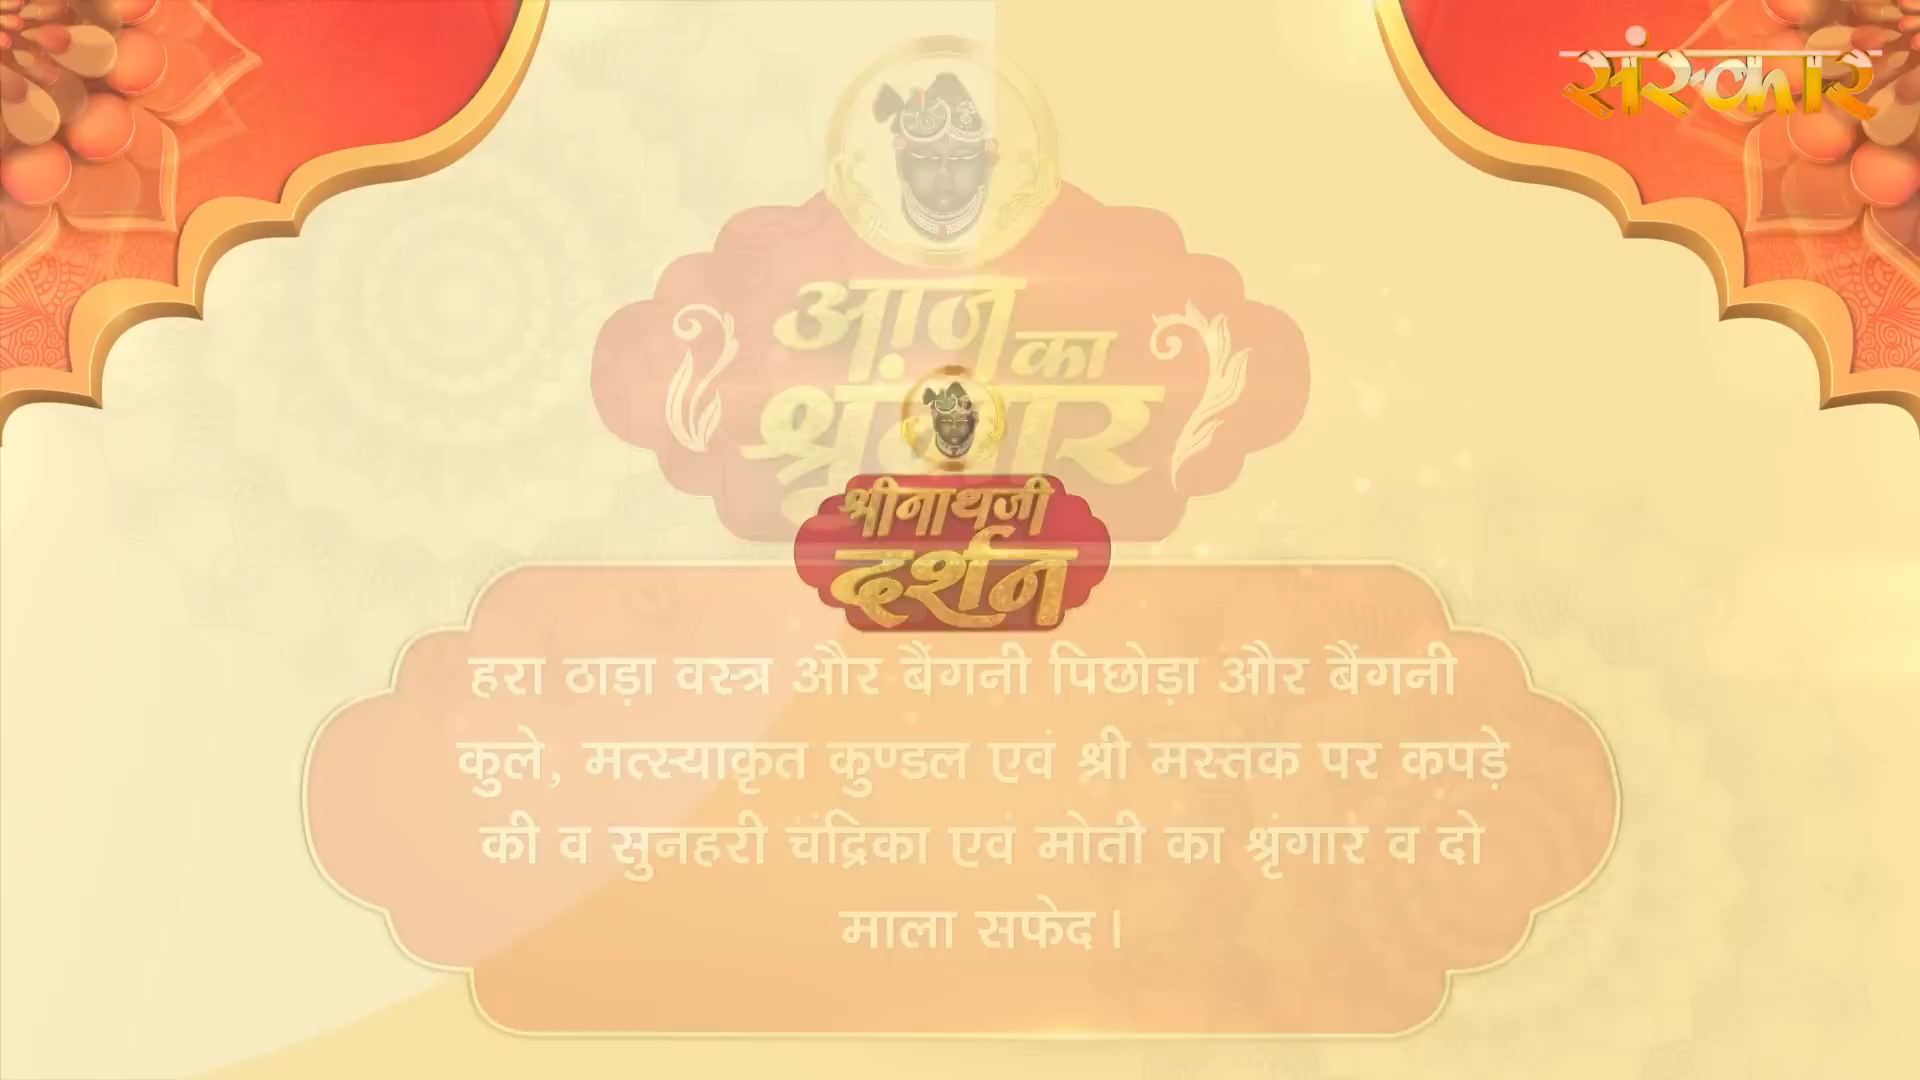 संस्कार
आज का
श्रृंगार
श्रीनाथजी
दर्शन
हरा ठाड़ा वस्त्र और बैंगनी पिछोड़ा और बैंगनी
कुले, मत्स्याकृत कुण्डल एवं श्री मस्तक पर कपड़े
की व सुनहरी चंद्रिका एवं मोती का श्रृंगार व दो
माला सफेद।